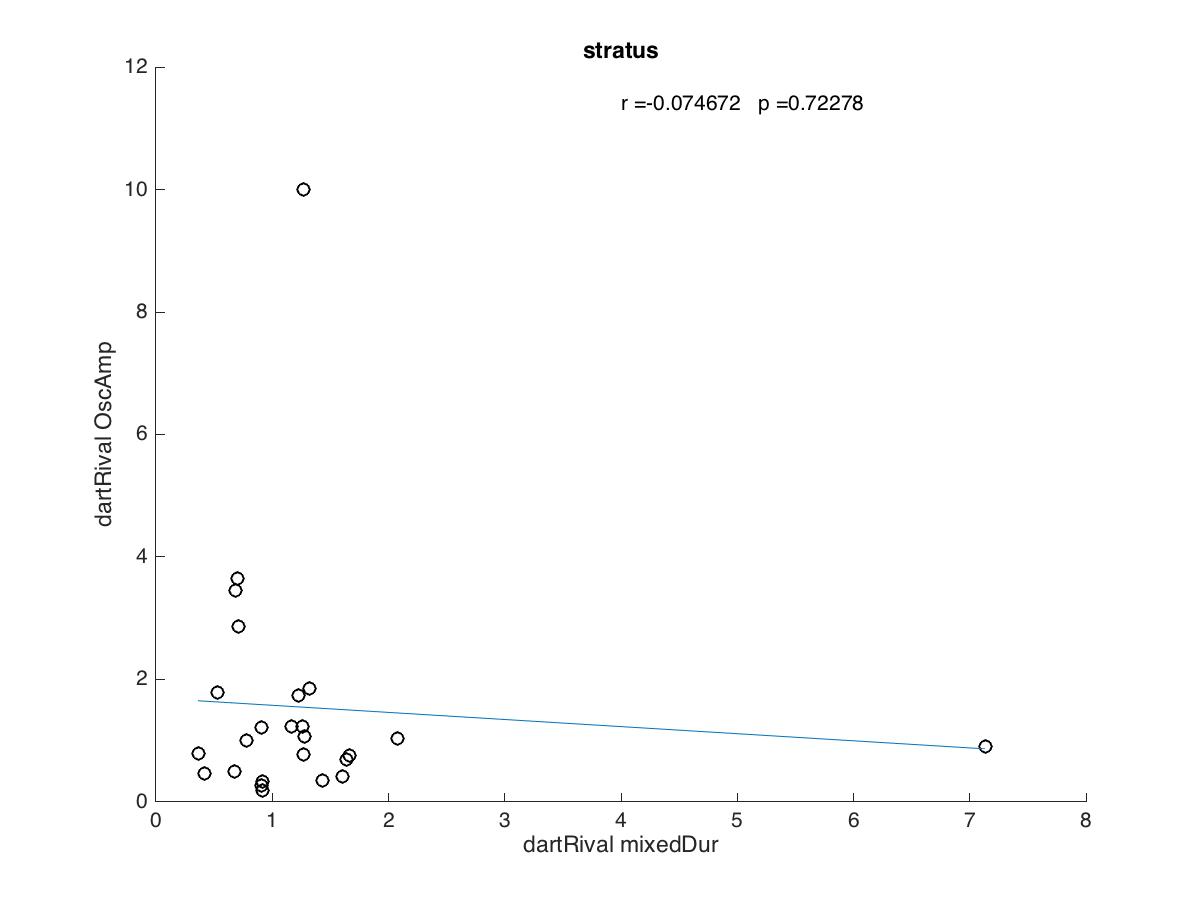 stratus
r =-0.074672 p =0.72278
12
10
8
6
4
2
0
dartRival OscAmp
0 1 2 3 4 5 6 7 8
dartRival mixedDur